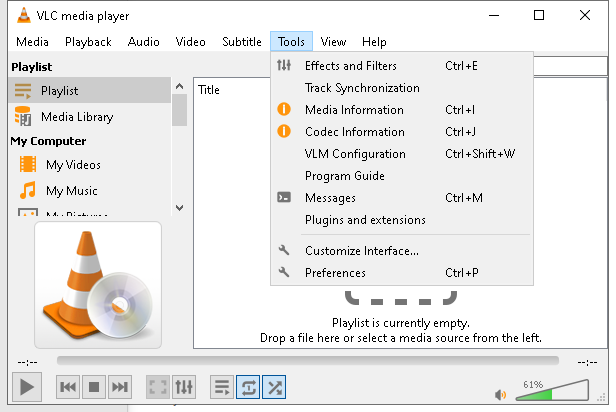 VLC media player
Media Playback Audio Video Subtitle Tools View Help
Playlist
Playlist
Media Library
My Computer
My Videos
My Music
My Pictures
Title
Effects and Filters Ctrl+E
Track Synchronization
Media Information Ctrl+I
Codec Information Ctrl+J
VLM Configuration Ctrl+Shift+W
Program Guide
Messages Ctrl+M
Plugins and extensions
Customize Interface...
Preferences Ctrl+P
Playlist is currently empty.
Drop a file here or select a media source from the left.
--:-- --:--
61%